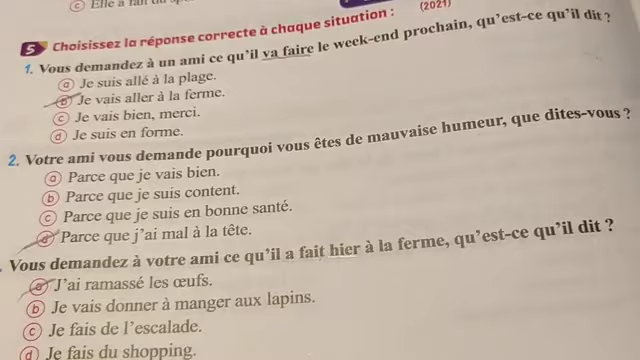 ⓒ Elle a fait du
(2021)
5 Choisissez la réponse correcte à chaque situation :
1. Vous demandez à un ami ce qu'il va faire le week-end prochain, qu'est-ce qu'il dit ?
ⓐ Je suis allé à la plage.
ⓑ Je vais aller à la ferme.
ⓒ Je vais bien, merci.
ⓓ Je suis en forme.
2. Votre ami vous demande pourquoi vous êtes de mauvaise humeur, que dites-vous ?
ⓐ Parce que je vais bien.
ⓑ Parce que je suis content.
ⓒ Parce que je suis en bonne santé.
ⓓ Parce que j'ai mal à la tête.
. Vous demandez à votre ami ce qu'il a fait hier à la ferme, qu'est-ce qu'il dit ?
ⓐ J'ai ramassé les œufs.
ⓑ Je vais donner à manger aux lapins.
ⓒ Je fais de l'escalade.
ⓓ Je fais du shopping.